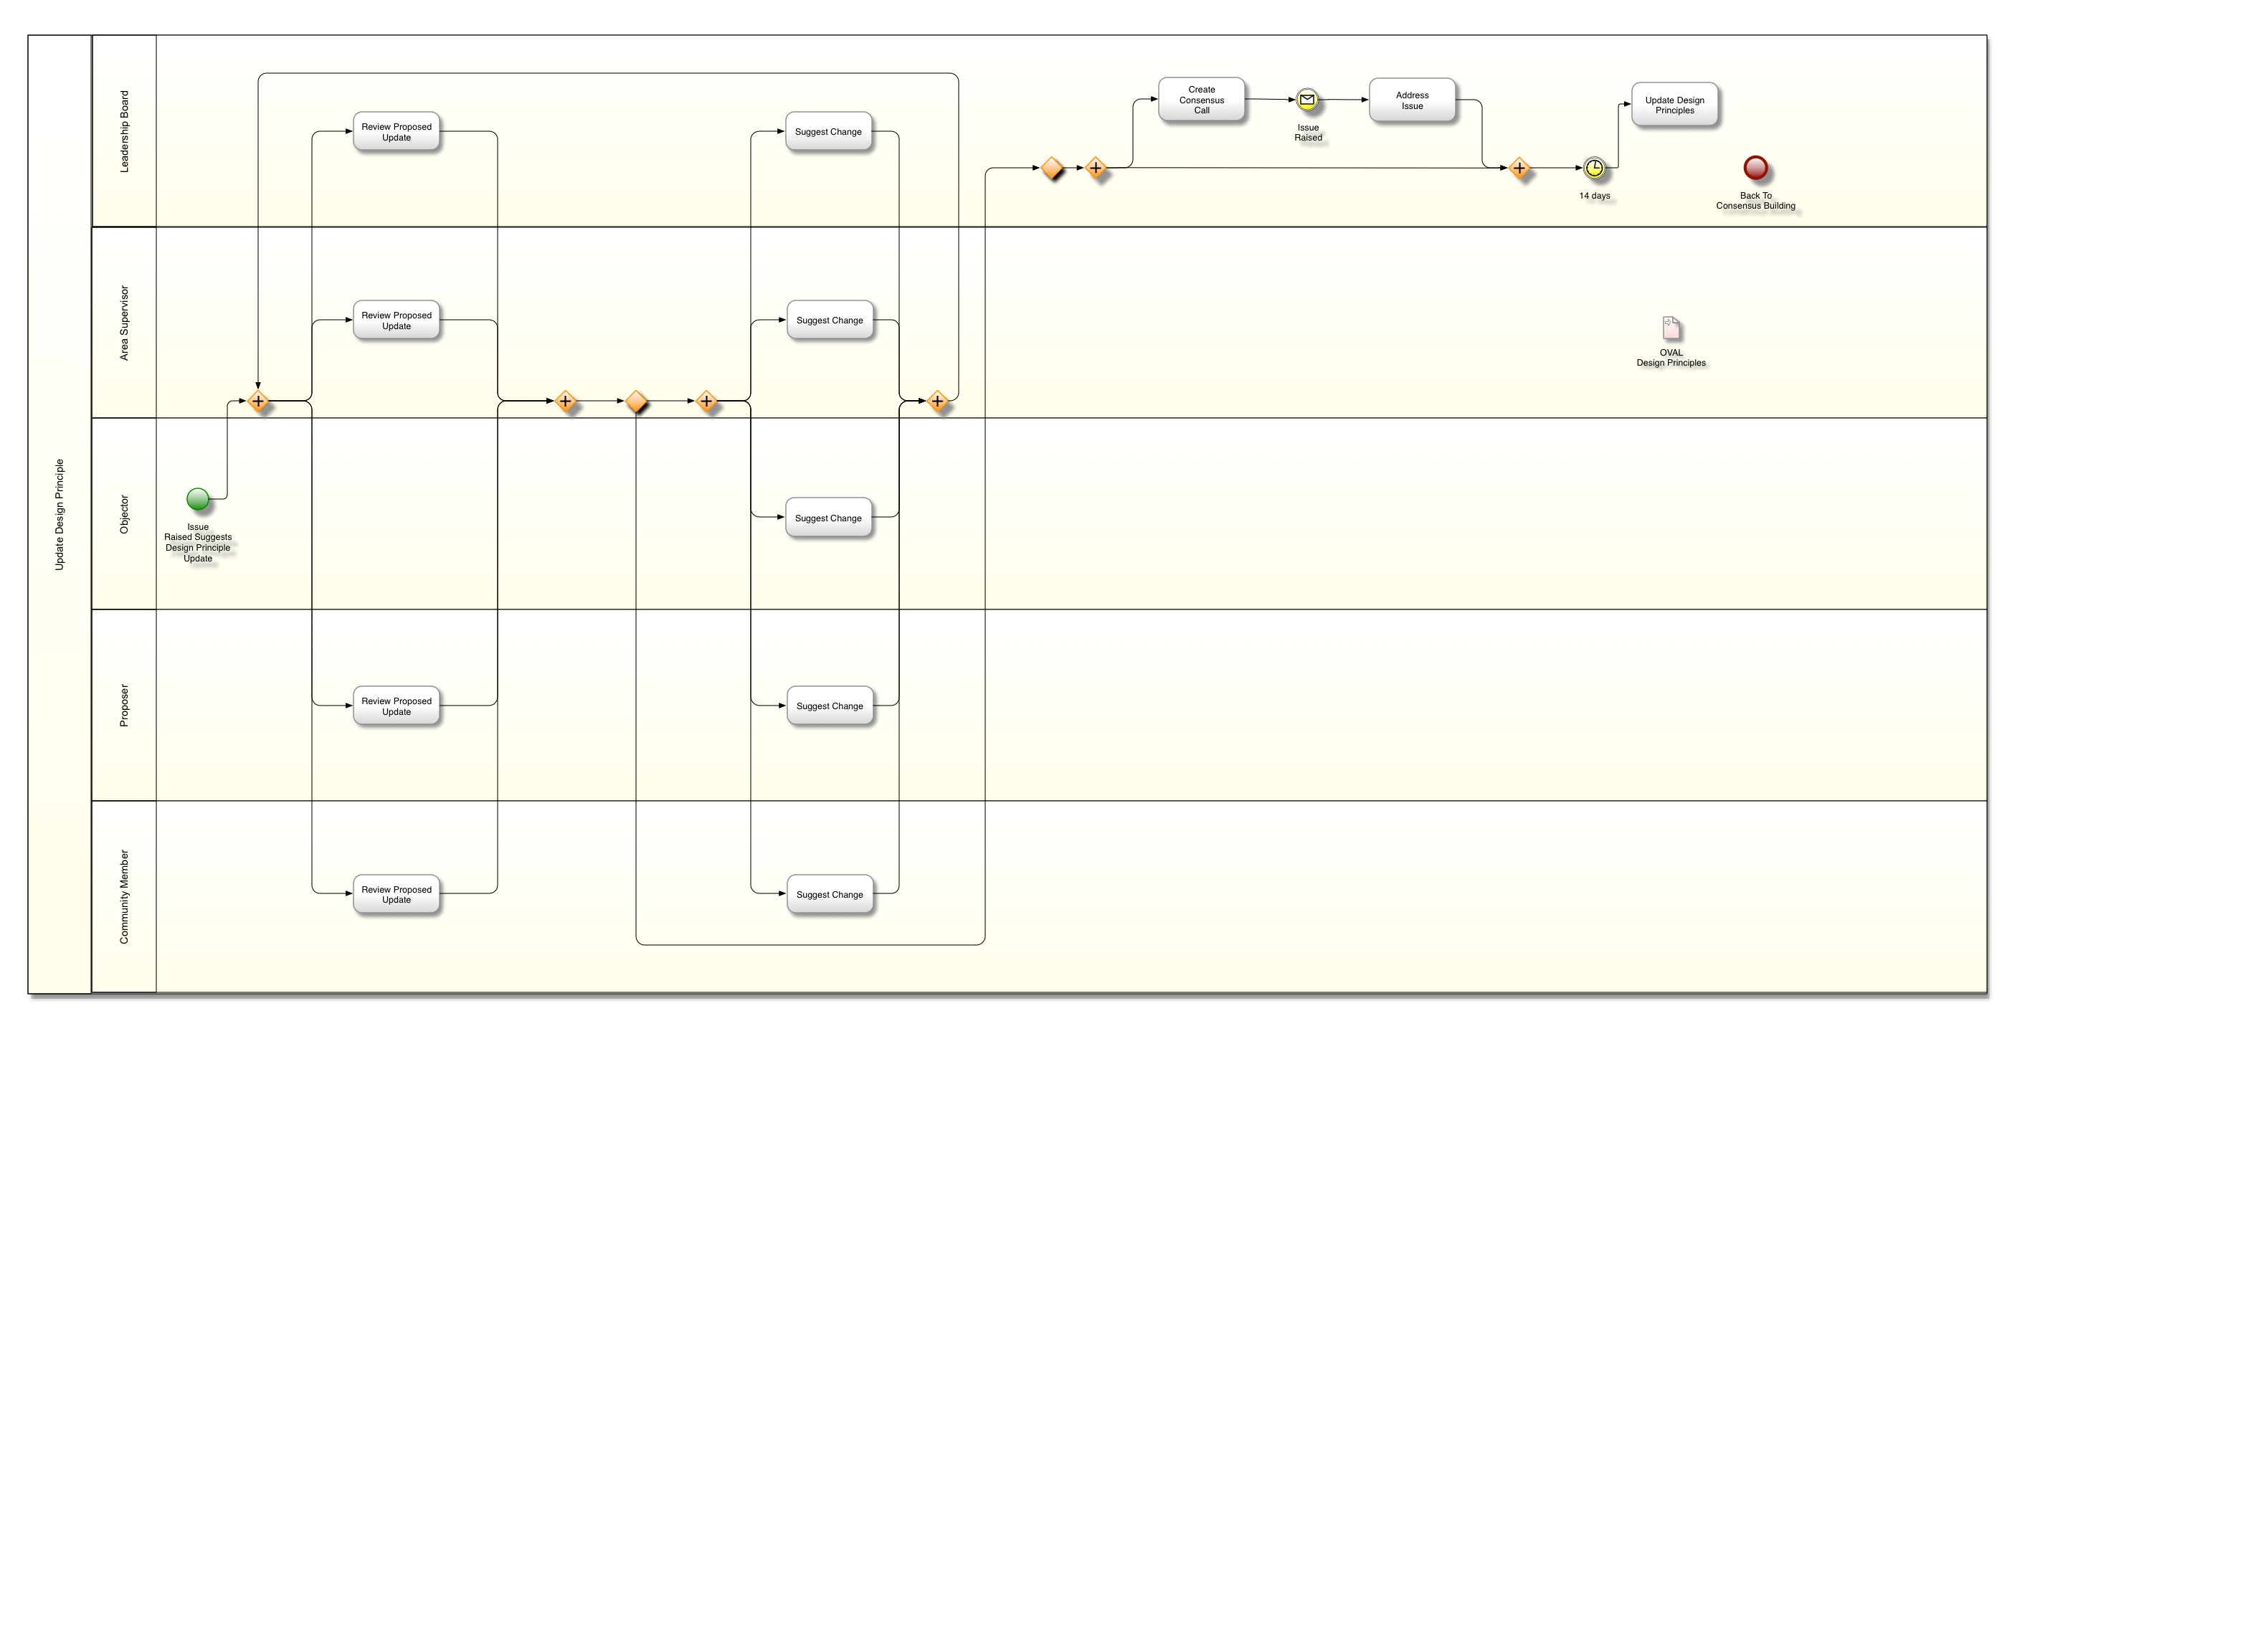 Update Design Principle
Leadership Board
Review Proposed
Update
Suggest Change
Create
Consensus
Call
Issue
Raised
Address
Issue
14 days
Update Design
Principles
Back To
Consensus Building
Area Supervisor
Review Proposed
Update
Suggest Change
OVAL
Design Principles
Objector
Issue
Raised Suggests
Design Principle
Update
Suggest Change
Proposer
Review Proposed
Update
Suggest Change
Community Member
Review Proposed
Update
Suggest Change